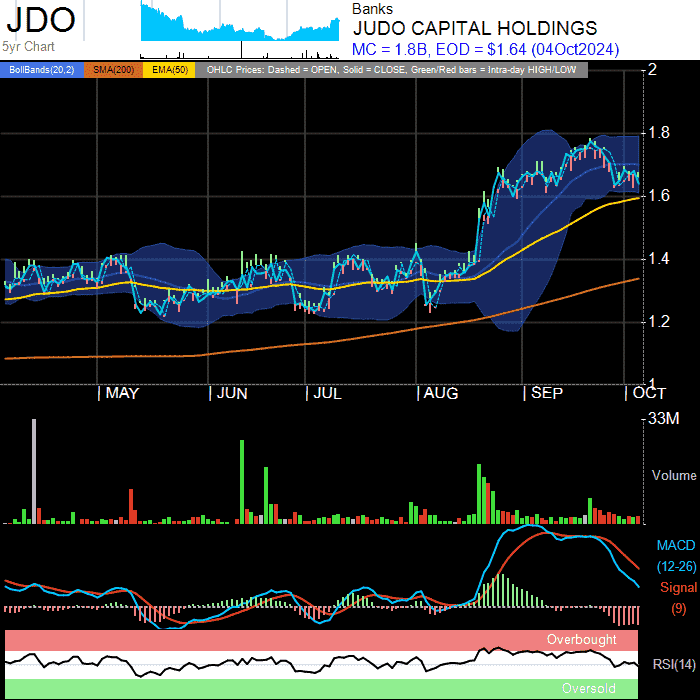 JDO
5yr Chart
Banks
JUDO CAPITAL HOLDINGS
MC = 1.8B, EOD = $1.64 (04Oct2024)
BollBands(20,2) SMA(200) EMA(50) OHLC Prices: Dashed = OPEN, Solid = CLOSE, Green/Red bars = Intra-day HIGH/LOW
2
1.8
1.6
1.4
1.2
1
MAY JUN JUL AUG SEP OCT
33M
Volume
MACD
(12-26)
Signal
(9)
Overbought
RSI(14)
Oversold